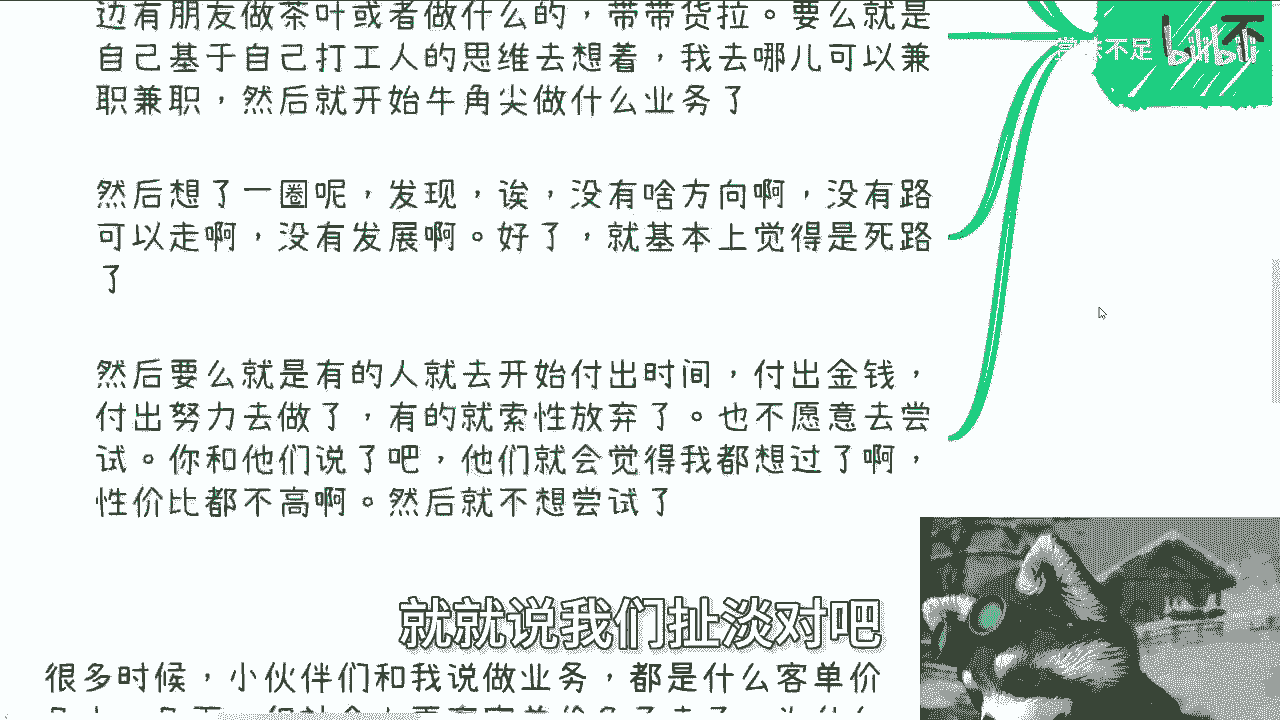 边有朋友做茶叶或者做什么的，带带货拉。要么就是
自己基于自己打工人的思维去想着，我去哪儿可以兼
职兼职，然后就开始牛角尖做什么业务了
然后想了一圈呢，发现，诶，没有啥方向啊，没有路
可以走啊，没有发展啊。好了，就基本上觉得是死路
了
然后要么就是有的人就去开始付出时间，付出金钱，
付出努力去做了，有的就索性放弃了。也不愿意去尝
试。你和他们说了吧，他们就会觉得我都想过了啊，
性价比都不高啊。然后就不想尝试了
就就说我们扯淡对吧
很多时候，小伙伴们和我说做业务，都是什么客单价
不
味不足
bilibili